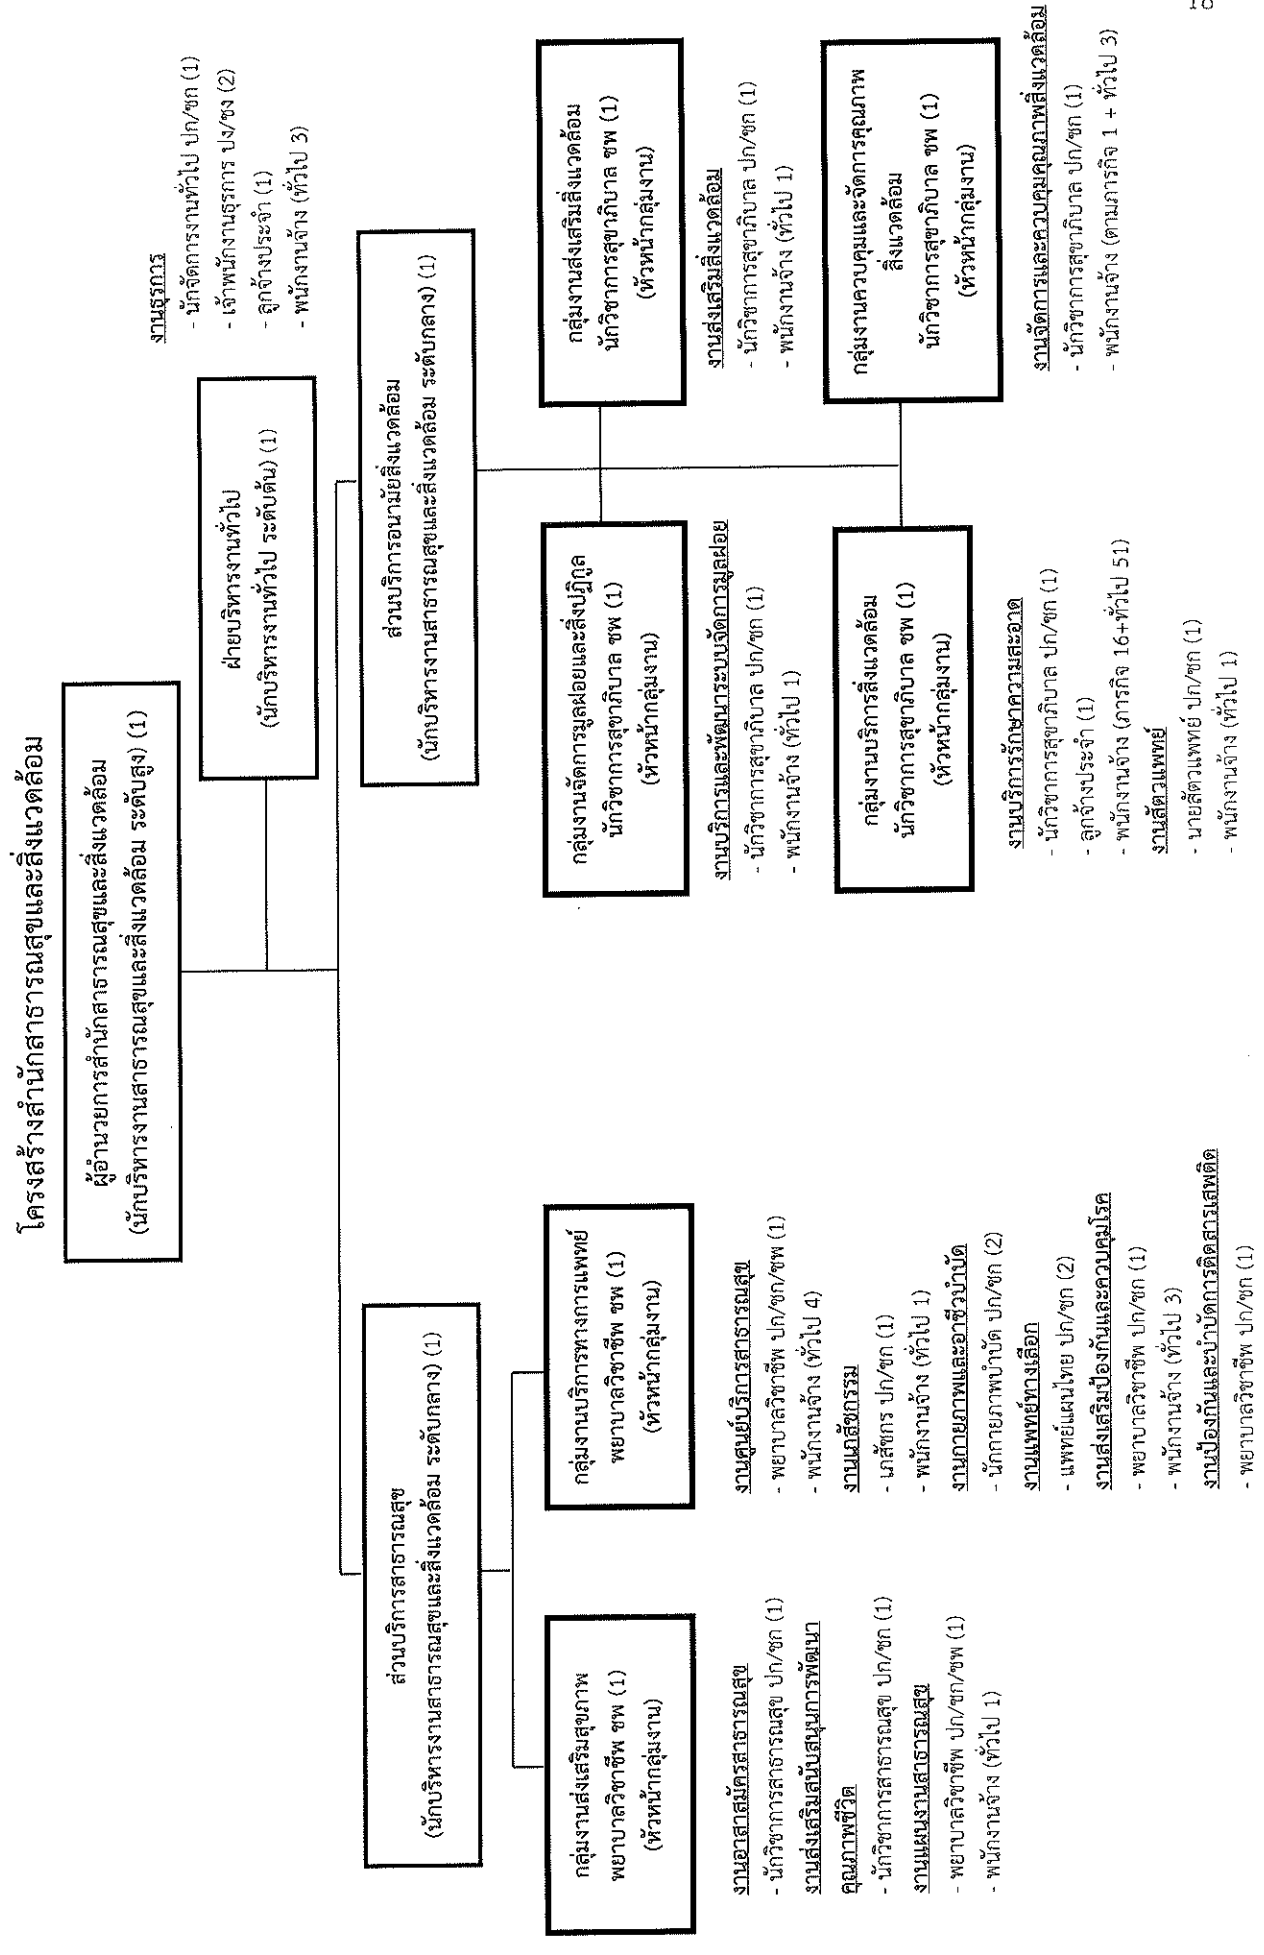 โครงสร้างสำนักสาธารณสุขและสิ่งแวดล้อม
ผู้อำนวยการสำนักสาธารณสุขและสิ่งแวดล้อม
(นักบริหารงานสาธารณสุขและสิ่งแวดล้อม ระดับสูง) (1)
ฝ่ายบริหารงานทั่วไป
(นักบริหารงานทั่วไป ระดับต้น) (1)
งานธุรการ
- นักจัดการงานทั่วไป ปก/ชก (1)
- เจ้าพนักงานธุรการ ปง/ชง (2)
- ลูกจ้างประจำ (1)
- พนักงานจ้าง (ทั่วไป 3)
ส่วนบริการสาธารณสุข
(นักบริหารงานสาธารณสุขและสิ่งแวดล้อม ระดับกลาง) (1)
กลุ่มงานส่งเสริมสุขภาพ
พยาบาลวิชาชีพ ชพ (1)
(หัวหน้ากลุ่มงาน)
งานอาสาสมัครสาธารณสุข
- นักวิชาการสาธารณสุข ปก/ชก (1)
งานส่งเสริมสนับสนุนการพัฒนา
คุณภาพชีวิต
- นักวิชาการสาธารณสุข ปก/ชก (1)
งานแผนงานสาธารณสุข
- พยาบาลวิชาชีพ ปก/ชก/ชพ (1)
- พนักงานจ้าง (ทั่วไป 1)
กลุ่มงานบริการทางการแพทย์
พยาบาลวิชาชีพ ชพ (1)
(หัวหน้ากลุ่มงาน)
งานศูนย์บริการสาธารณสุข
- พยาบาลวิชาชีพ ปก/ชก/ชพ (1)
- พนักงานจ้าง (ทั่วไป 4)
งานเภสัชกรรม
- เภสัชกร ปก/ชก (1)
- พนักงานจ้าง (ทั่วไป 1)
งานกายภาพและอาชีวบำบัด
- นักกายภาพบำบัด ปก/ชก (2)
งานแพทย์ทางเลือก
- แพทย์แผนไทย ปก/ชก (2)
งานส่งเสริมป้องกันและควบคุมโรค
- พยาบาลวิชาชีพ ปก/ชก (1)
- พนักงานจ้าง (ทั่วไป 3)
งานป้องกันและบำบัดการติดสารเสพติด
- พยาบาลวิชาชีพ ปก/ชก (1)
ส่วนบริการอนามัยสิ่งแวดล้อม
(นักบริหารงานสาธารณสุขและสิ่งแวดล้อม ระดับกลาง) (1)
กลุ่มงานจัดการมูลฝอยและสิ่งปฏิกูล
นักวิชาการสุขาภิบาล ชพ (1)
(หัวหน้ากลุ่มงาน)
งานบริการและพัฒนาระบบจัดการมูลฝอย
- นักวิชาการสุขาภิบาล ปก/ชก (1)
- พนักงานจ้าง (ทั่วไป 1)
กลุ่มงานส่งเสริมสิ่งแวดล้อม
นักวิชาการสุขาภิบาล ชพ (1)
(หัวหน้ากลุ่มงาน)
งานส่งเสริมสิ่งแวดล้อม
- นักวิชาการสุขาภิบาล ปก/ชก (1)
- พนักงานจ้าง (ทั่วไป 1)
กลุ่มงานบริการสิ่งแวดล้อม
นักวิชาการสุขาภิบาล ชพ (1)
(หัวหน้ากลุ่มงาน)
งานบริการรักษาความสะอาด
- นักวิชาการสุขาภิบาล ปก/ชก (1)
- ลูกจ้างประจำ (1)
- พนักงานจ้าง (ภารกิจ 16+ทั่วไป 51)
งานสัตวแพทย์
- นายสัตวแพทย์ ปก/ชก (1)
- พนักงานจ้าง (ทั่วไป 1)
กลุ่มงานควบคุมและจัดการคุณภาพ
สิ่งแวดล้อม
นักวิชาการสุขาภิบาล ชพ (1)
(หัวหน้ากลุ่มงาน)
งานจัดการและควบคุมคุณภาพสิ่งแวดล้อม
- นักวิชาการสุขาภิบาล ปก/ชก (1)
- พนักงานจ้าง (ตามภารกิจ 1 + ทั่วไป 3)